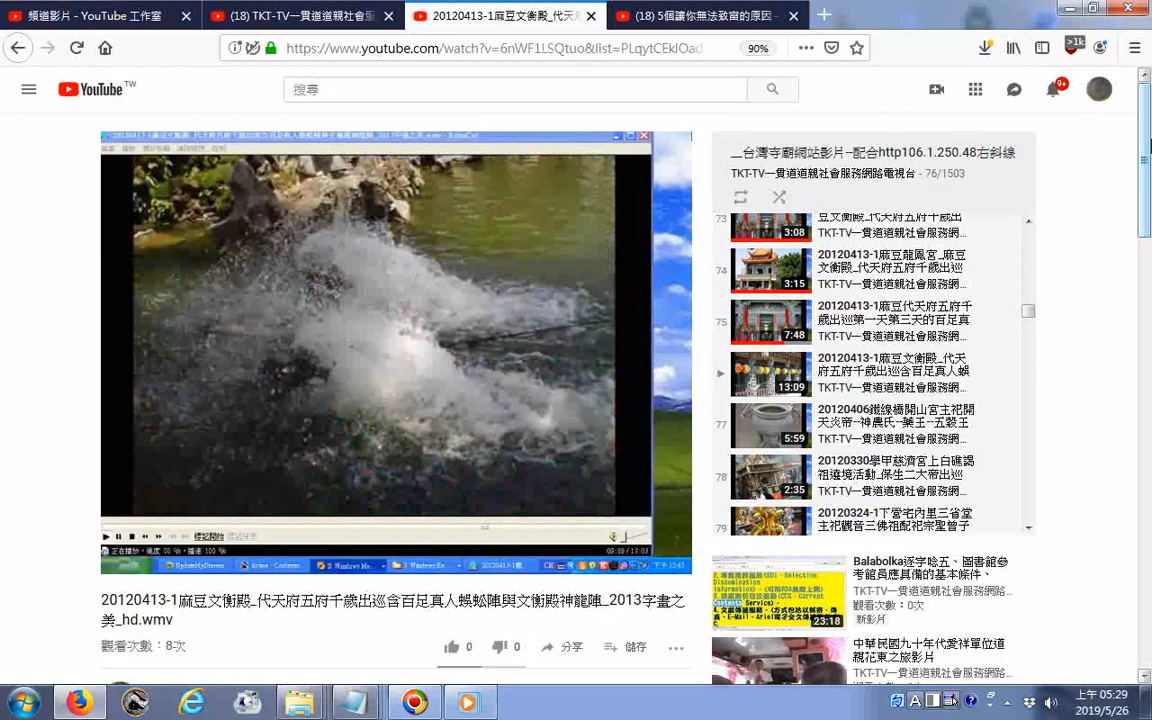 頻道影片 - YouTube 工作室
(18) TKT-TV一貫道道親社會服
20120413-1麻豆文衡殿_代天
(18) 5個讓你無法致富的原因 -
https://www.youtube.com/watch?v=6nWF1LSQtuo&list=PLqytCEkIOad
90%
>1k
YouTube TW
搜尋
9+
__台灣寺廟網站影片--配合http106.1.250.48右斜線
TKT-TV一貫道道親社會服務網路電視台 - 76/1503
73
豆文衡殿_代天府五府千歲出
TKT-TV一貫道道親社會服務網...
3:08
74
20120413-1麻豆龍鳳宮_麻豆
文衡殿_代天府五府千歲出巡
TKT-TV一貫道道親社會服務網...
3:15
75
20120413-1麻豆代天府五府千
歲出巡第一天第三天的百足真
TKT-TV一貫道道親社會服務網...
7:48
20120413-1麻豆文衡殿_代天
府五府千歲出巡含百足真人蜈
TKT-TV一貫道道親社會服務網...
13:09
77
20120406鐵線橋開山宮主祀開
天炎帝--神農氏--藥王--五穀王
TKT-TV一貫道道親社會服務網...
5:59
78
20120330學甲慈濟宮上白礁謁
祖遶境活動_保生二大帝出巡
TKT-TV一貫道道親社會服務網...
2:35
79
20120324-1下營宅內里三省堂
主祀觀音三佛祖配祀宗聖曾子
標記開始
00:00 / 13:03
下午 12:43
20120413-1麻豆文衡殿_代天府五府千歲出巡含百足真人蜈蚣陣與文衡殿神龍陣_2013字畫之
美_hd.wmv
觀看次數：8次
0
0
分享
儲存
Balabolka逐字唸五、圖書館參
考館員應具備的基本條件、
TKT-TV一貫道道親社會服務網路...
觀看次數：0次
新影片
23:18
中華民國九十年代愛祥單位道
親花東之旅影片
TKT-TV一貫道道親社會服務網路...
上午 05:29
2019/5/26